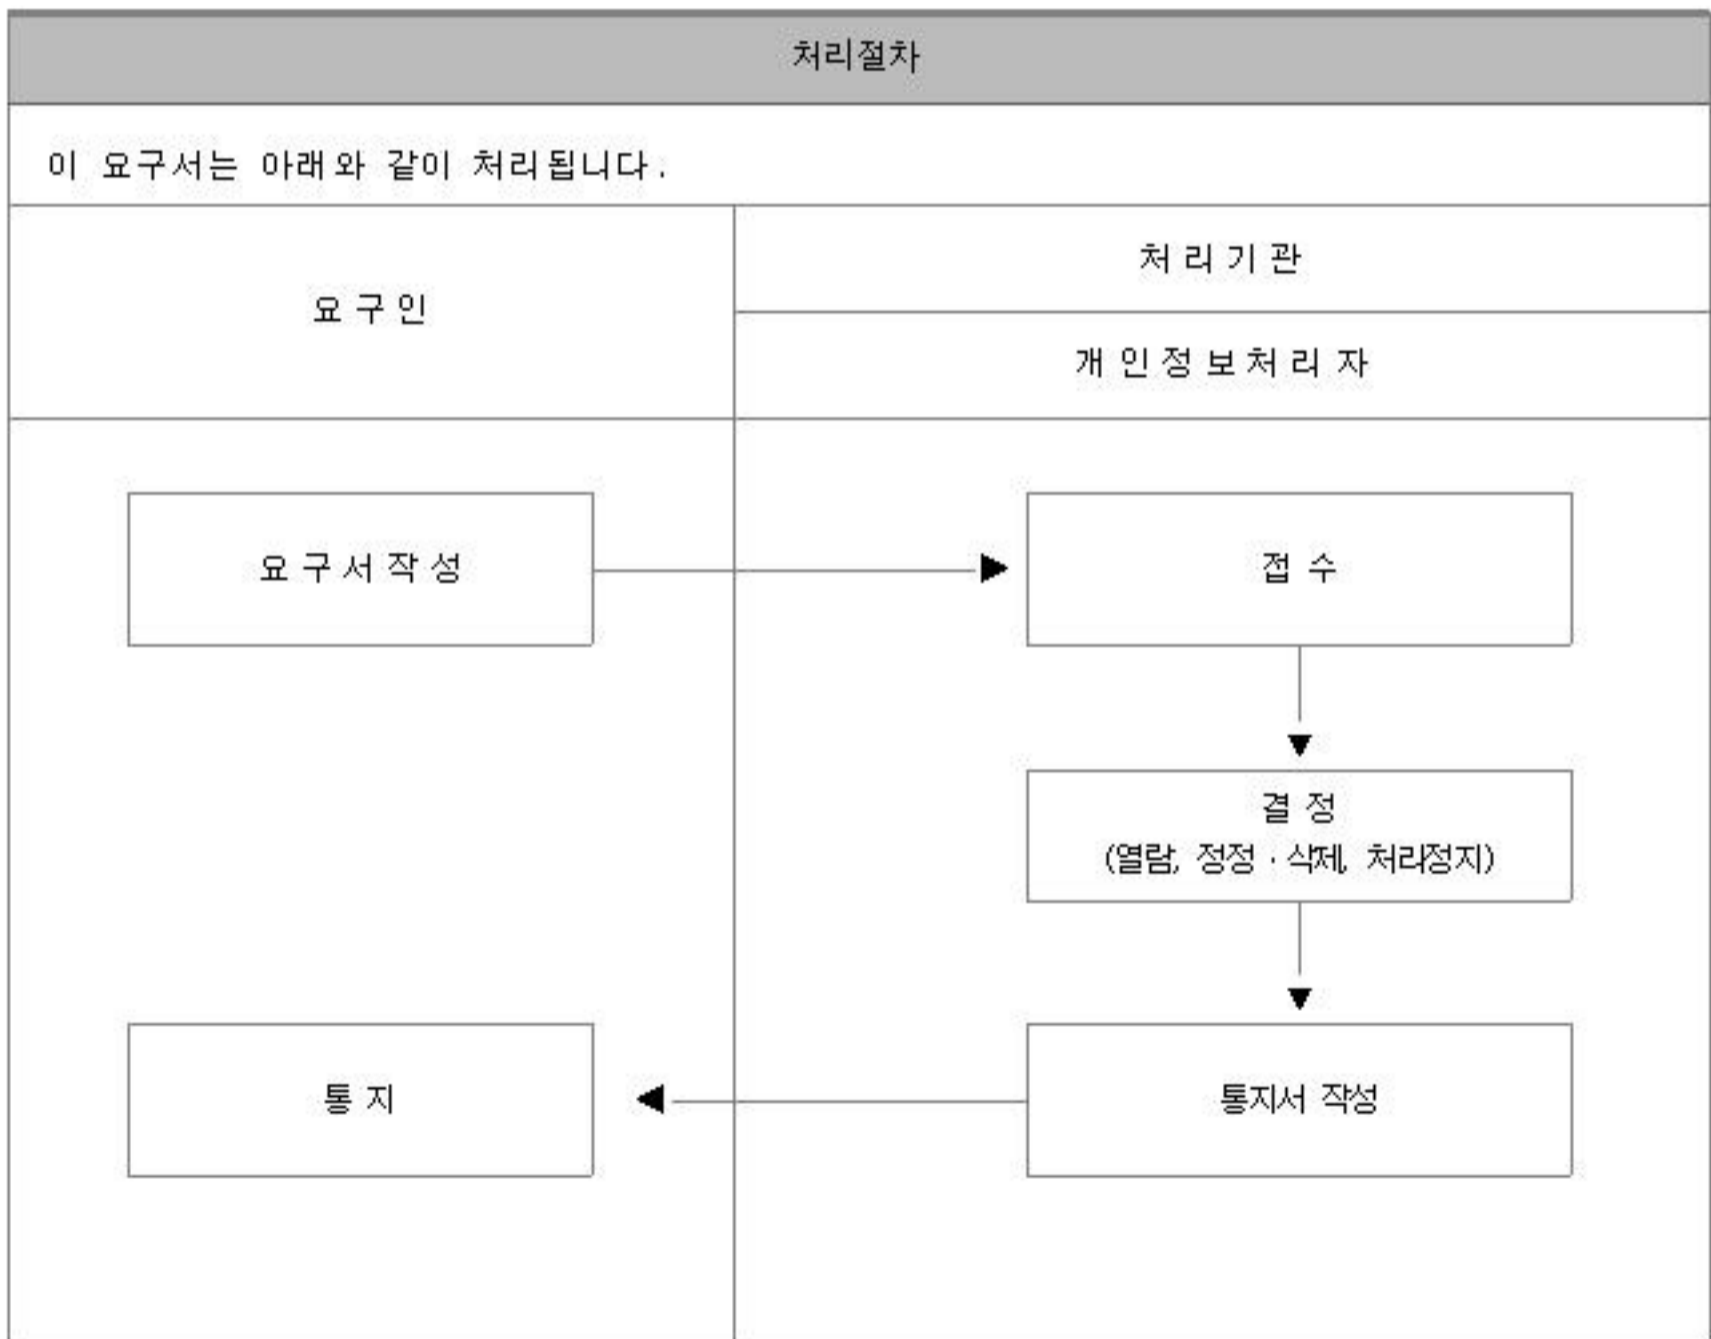 처리절차
이 요구서는 아래와 같이 처리됩니다.
요 구 인
처 리 기 관
개 인 정 보 처 리 자
요 구 서 작 성
접 수
결 정
(열람, 정정 · 삭제, 처리정지)
통 지
통지서 작성